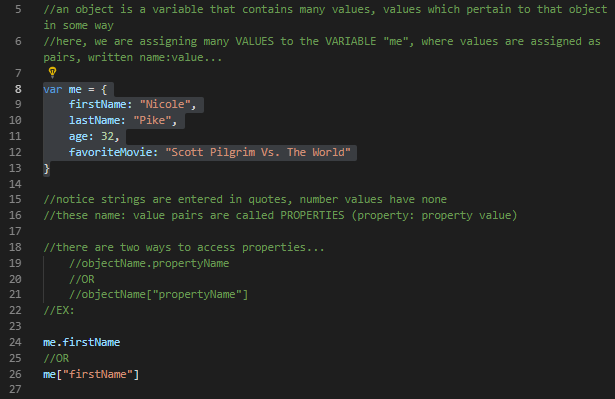 5 //an object is a variable that contains many values, values which pertain to that object
in some way
6 //here, we are assigning many VALUES to the VARIABLE "me", where values are assigned as
pairs, written name:value...
7
8 var me = {
9     firstName: "Nicole",
10     lastName: "Pike",
11     age: 32,
12     favoriteMovie: "Scott Pilgrim Vs. The World"
13 }
14
15 //notice strings are entered in quotes, number values have none
16 //these name: value pairs are called PROPERTIES (property: property value)
17
18 //there are two ways to access properties...
19     //objectName.propertyName
20     //OR
21     //objectName["propertyName"]
22 //EX:
23
24 me.firstName
25 //OR
26 me["firstName"]
27